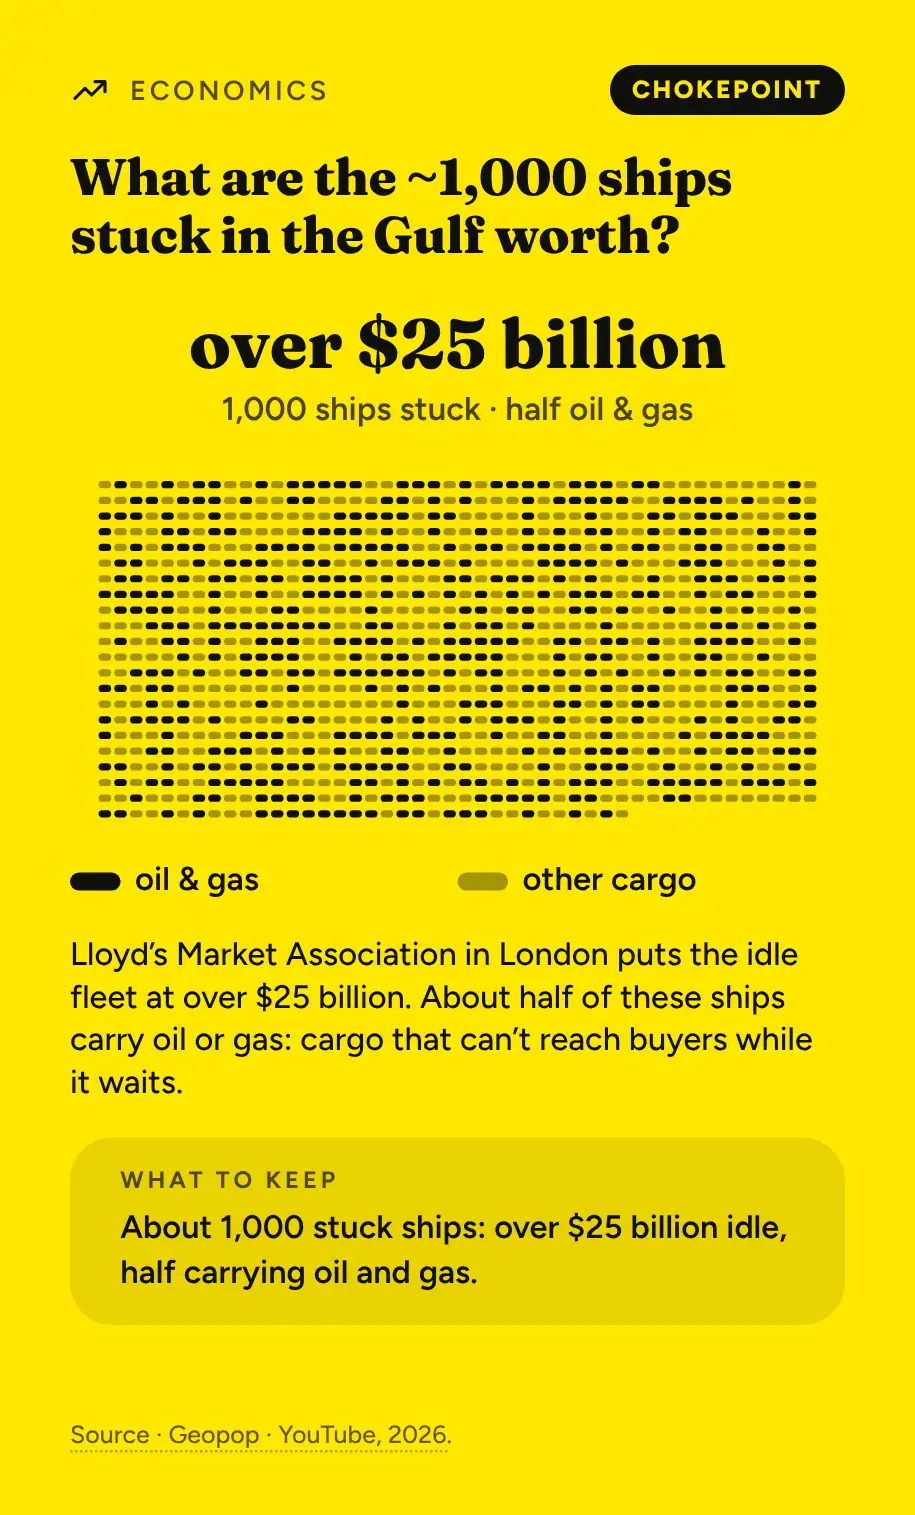 ECONOMICS
CHOKEPOINT
What are the ~1,000 ships
stuck in the Gulf worth?
over $25 billion
1,000 ships stuck · half oil & gas
oil & gas
other cargo
Lloyd’s Market Association in London puts the idle
fleet at over $25 billion. About half of these ships
carry oil or gas: cargo that can’t reach buyers while
it waits.
WHAT TO KEEP
About 1,000 stuck ships: over $25 billion idle,
half carrying oil and gas.
Source · Geopop · YouTube, 2026.